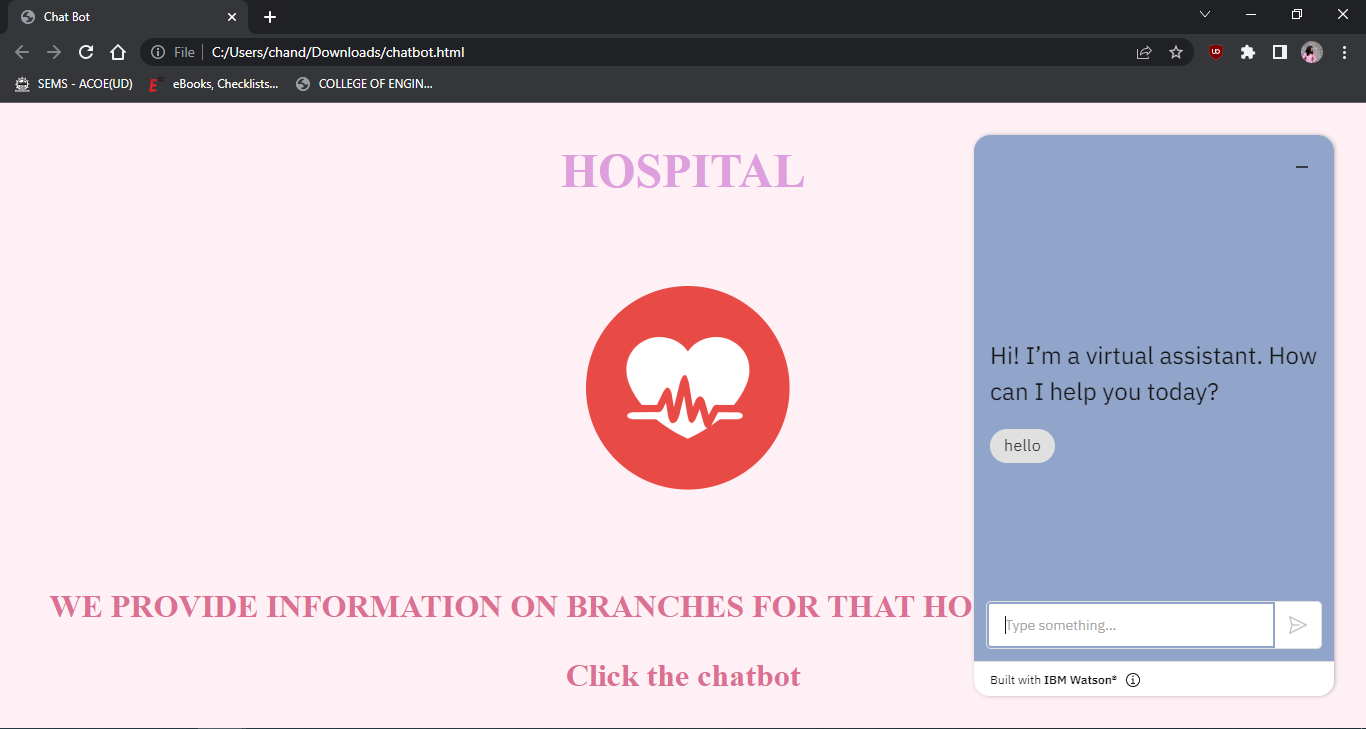 Chat Bot
File C:/Users/chand/Downloads/chatbot.html
UD
SEMS - ACOE(UD) E eBooks, Checklists... COLLEGE OF ENGIN...
HOSPITAL
Hi! I’m a virtual assistant. How
can I help you today?
hello
WE PROVIDE INFORMATION ON BRANCHES FOR THAT HO
Type something...
Click the chatbot
Built with IBM Watson®